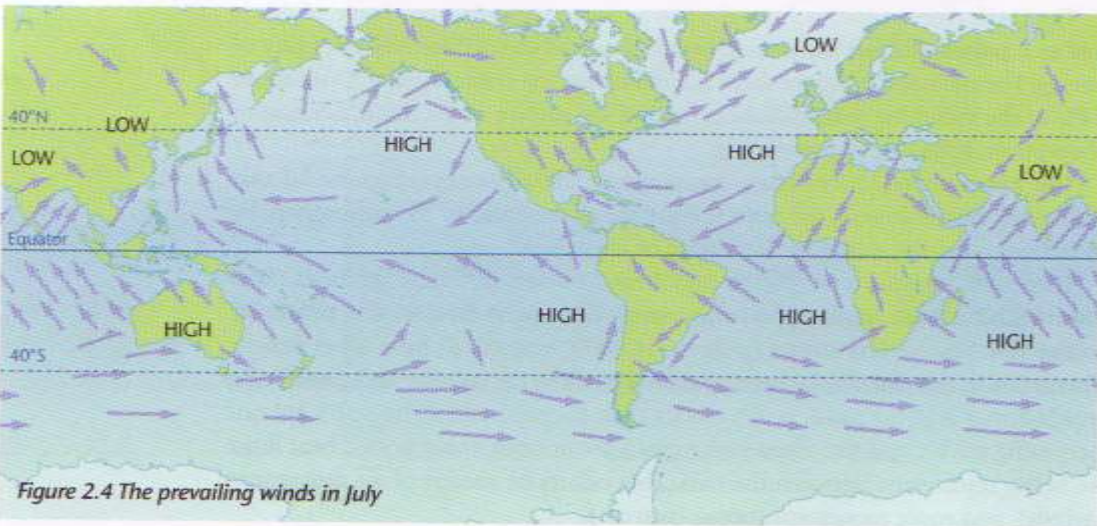 LOW
40°N
LOW
HIGH
HIGH
LOW
LOW
Equator
HIGH
HIGH
HIGH
HIGH
40°S
Figure 2.4 The prevailing winds in July